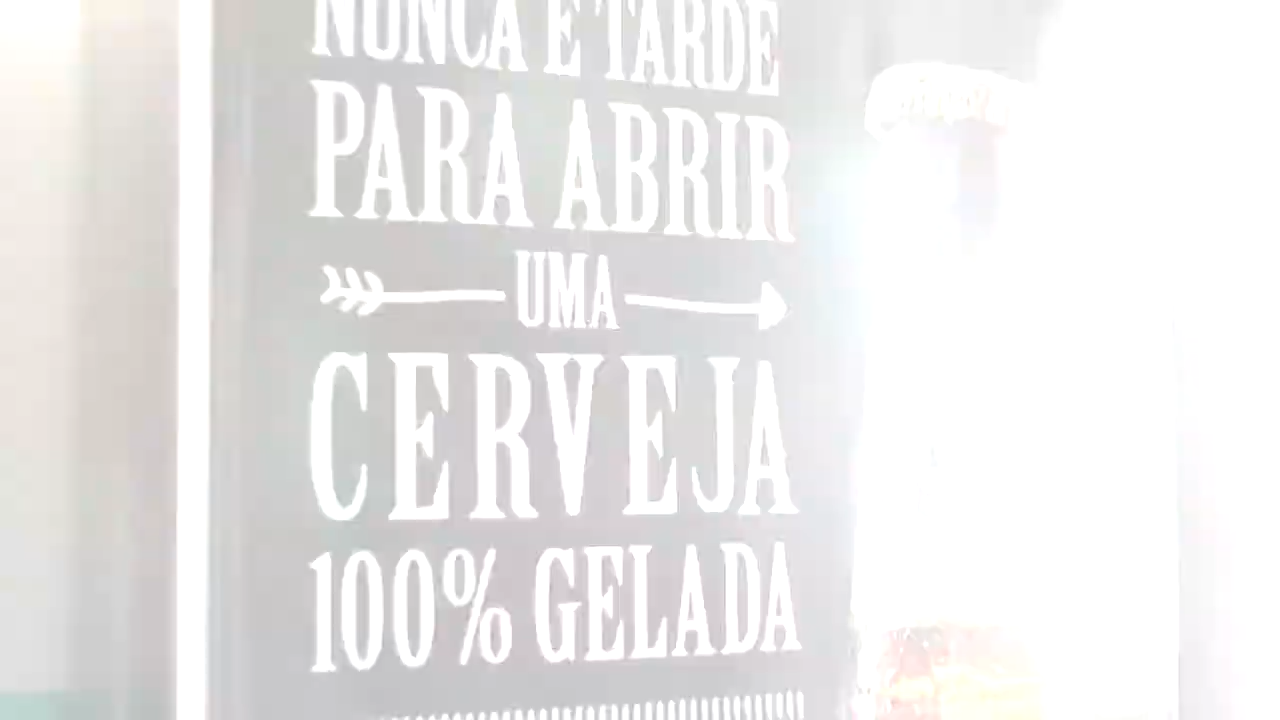 NUNCA É TARDE
PARA ABRIR
UMA
CERVEJA
100% GELADA